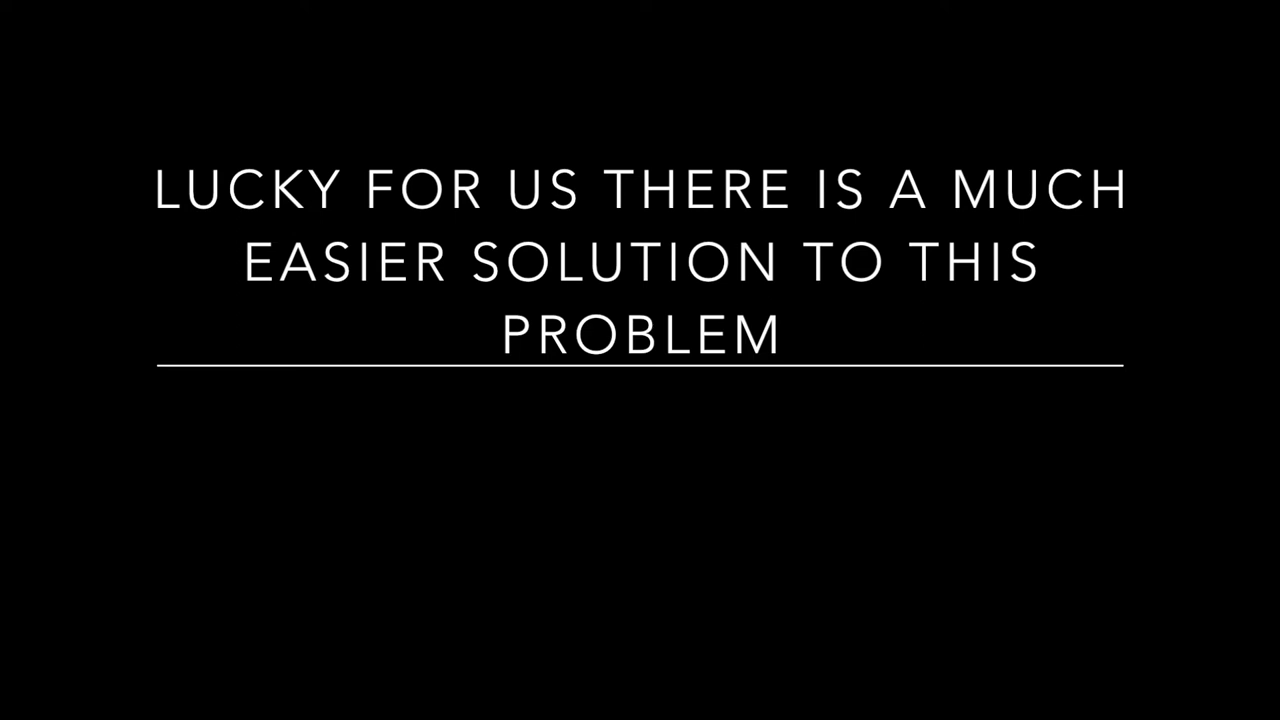 LUCKY FOR US THERE IS A MUCH
EASIER SOLUTION TO THIS
PROBLEM